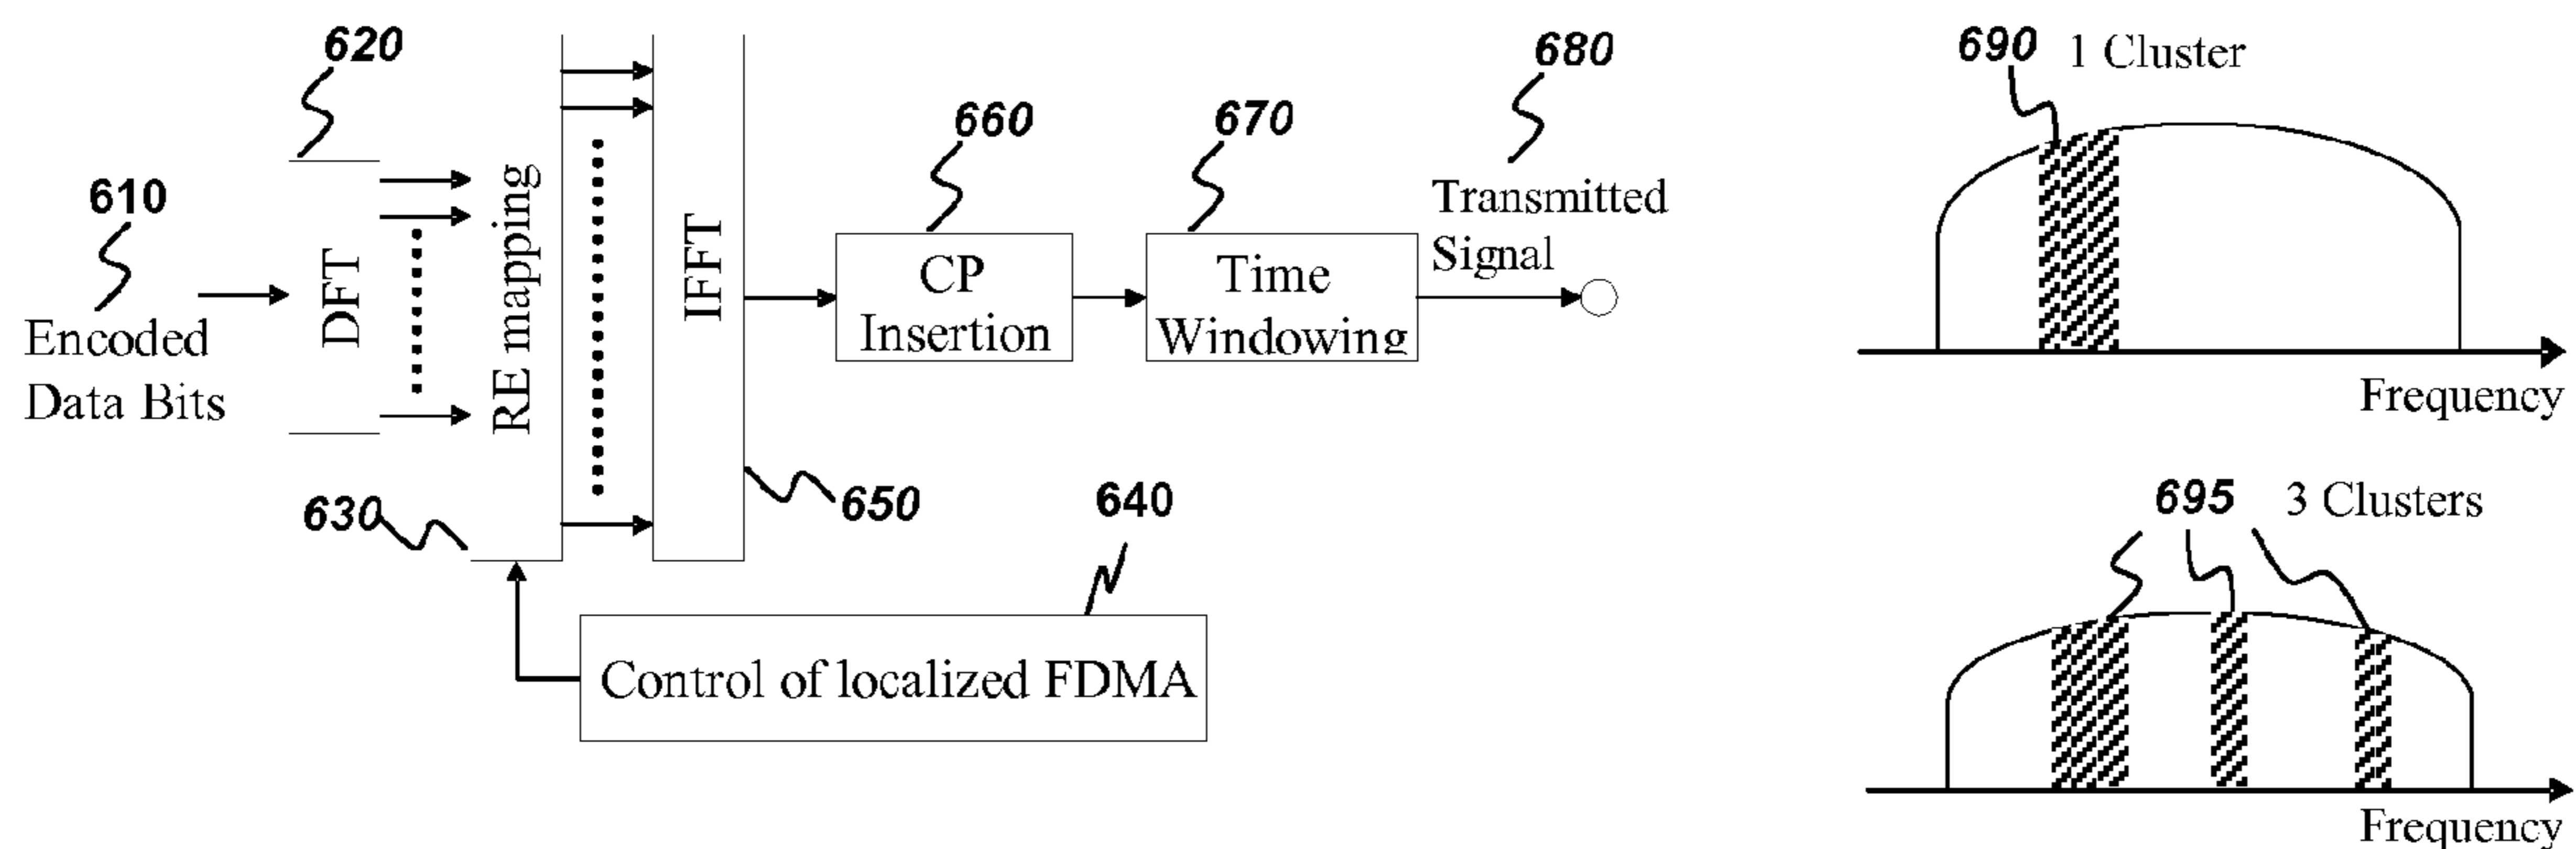 620
680
690 1 Cluster
660
670
610
Transmitted
Signal
DFT
RE mapping
IFFT
CP
Insertion
Time
Windowing
Encoded
Data Bits
Frequency
630
650
640
695 3 Clusters
Control of localized FDMA
Frequency